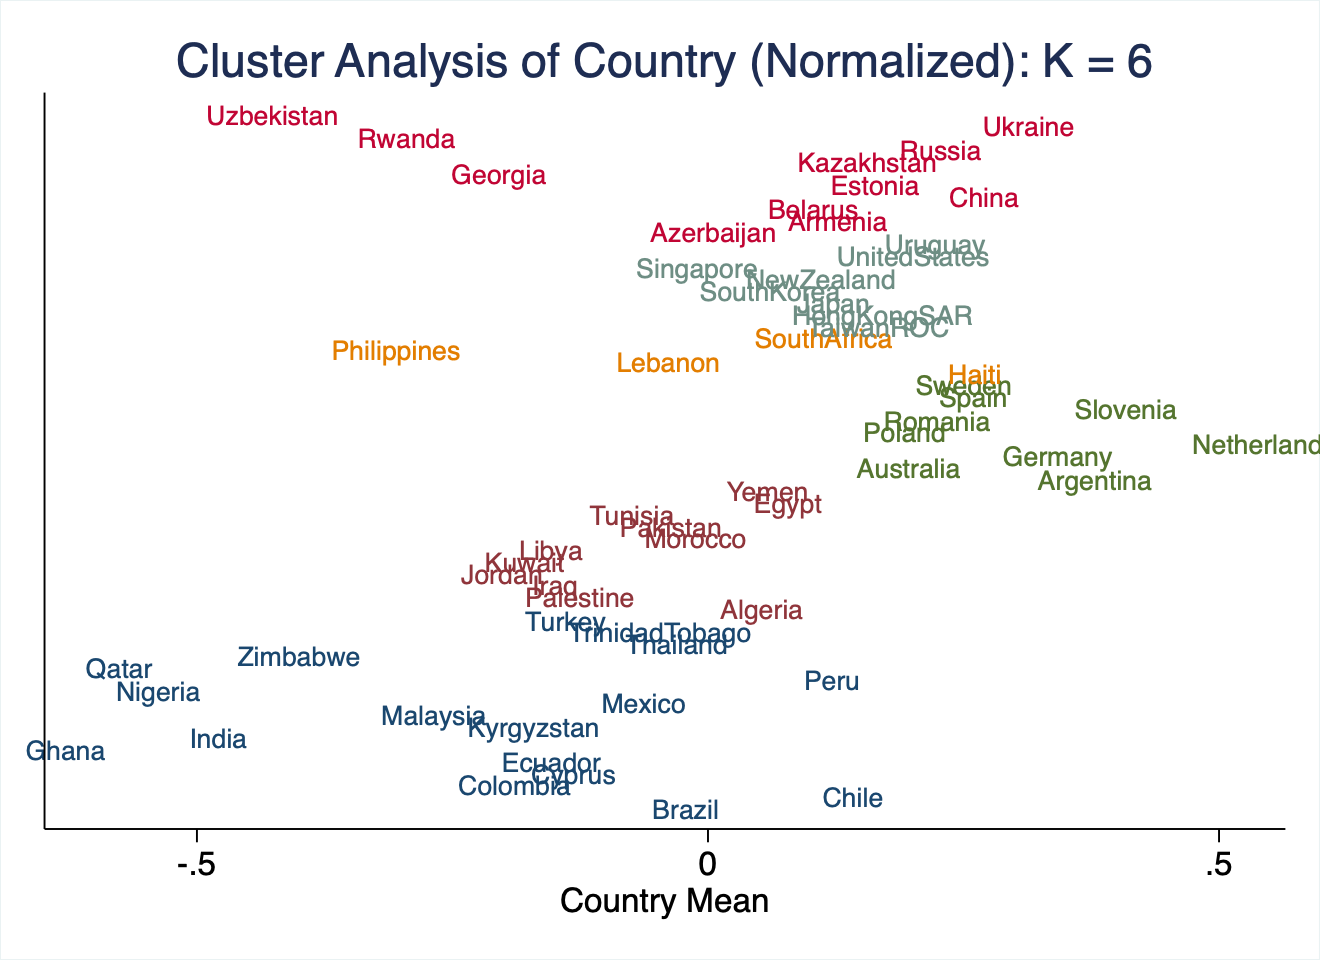 Cluster Analysis of Country (Normalized): K = 6
Uzbekistan
Ukraine
Rwanda
Russia
Kazakhstan
Georgia
Estonia
China
Belarus
Armenia
Azerbaijan
Uruguay
UnitedStates
Singapore
NewZealand
SouthKorea
Japan
HongKongSAR
TaiwanROC
SouthAfrica
Philippines
Lebanon
Haiti
Sweden
Spain
Slovenia
Romania
Poland
Netherland
Germany
Australia
Argentina
Yemen
Egypt
Tunisia
Pakistan
Morocco
Libya
Kuwait
Jordan
Iraq
Palestine
Algeria
Turkey
TrinidadTobago
Thailand
Zimbabwe
Qatar
Peru
Nigeria
Mexico
Malaysia
Kyrgyzstan
India
Ghana
Ecuador
Cyprus
Colombia
Chile
Brazil
-.5 0 .5
Country Mean